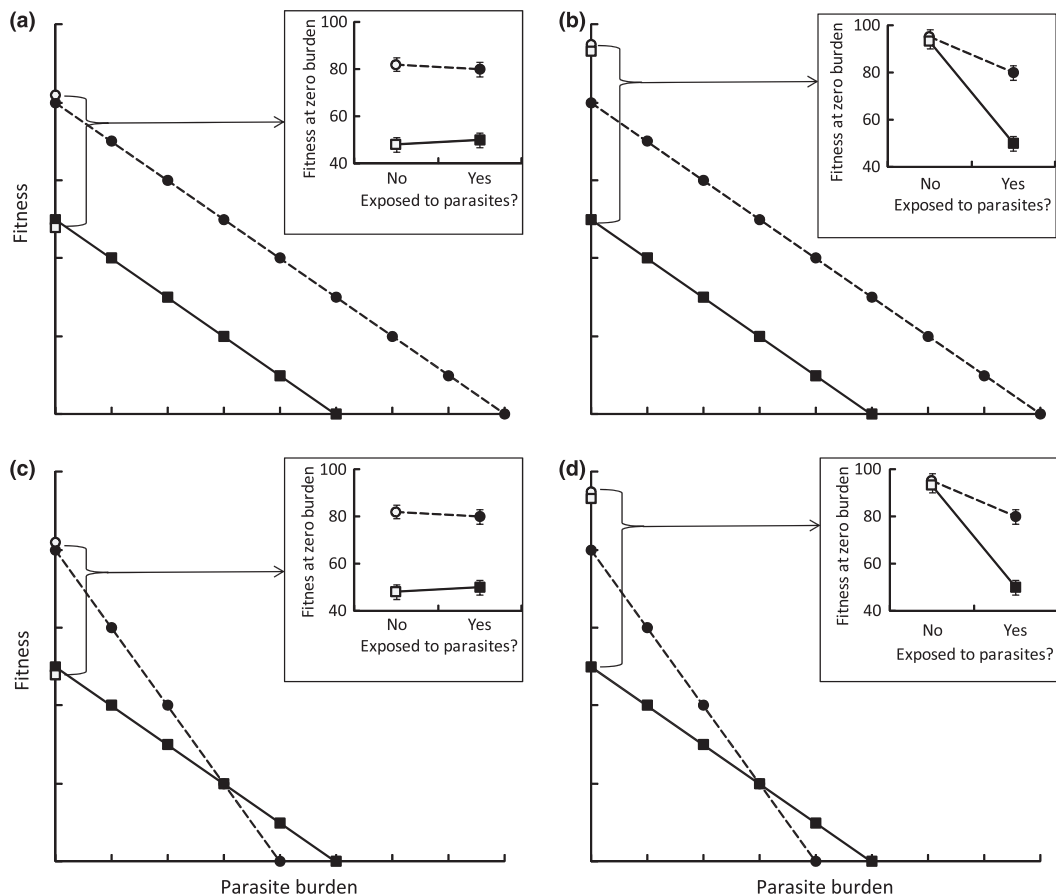 (a)
Fitness
Fitness at zero burden
100
80
60
40
No
Yes
Exposed to parasites?
(b)
Fitness at zero burden
100
80
60
40
No
Yes
Exposed to parasites?
(c)
Fitness
Fitnes at zero burden
100
80
60
40
No
Yes
Exposed to parasites?
Parasite burden
(d)
Fitness at zero burden
100
80
60
40
No
Yes
Exposed to parasites?
Parasite burden